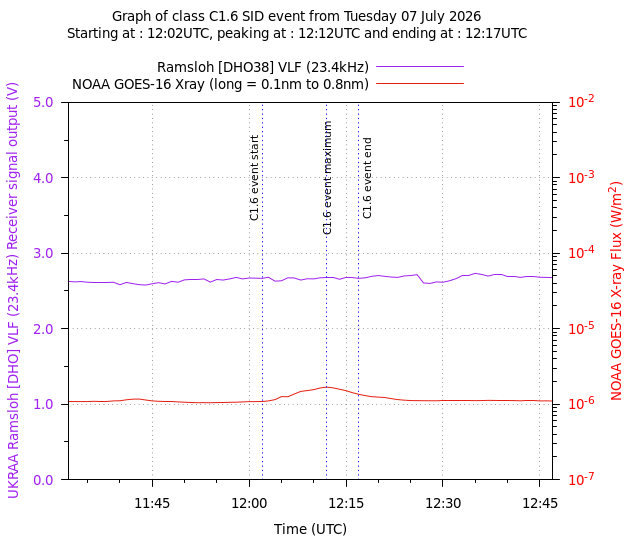 Graph of class C1.6 SID event from Tuesday 07 July 2026
Starting at : 12:02UTC, peaking at : 12:12UTC and ending at : 12:17UTC
Ramsloh [DHO38] VLF (23.4kHz)
NOAA GOES-16 Xray (long = 0.1nm to 0.8nm)
UKRAA Ramsloh [DHO] VLF (23.4kHz) Receiver signal output (V)
5.0
4.0
3.0
2.0
1.0
0.0
C1.6 event start
C1.6 event maximum
C1.6 event end
10-2
10-3
10-4
10-5
10-6
10-7
NOAA GOES-16 X-ray Flux (W/m2)
11:45
12:00
12:15
12:30
12:45
Time (UTC)